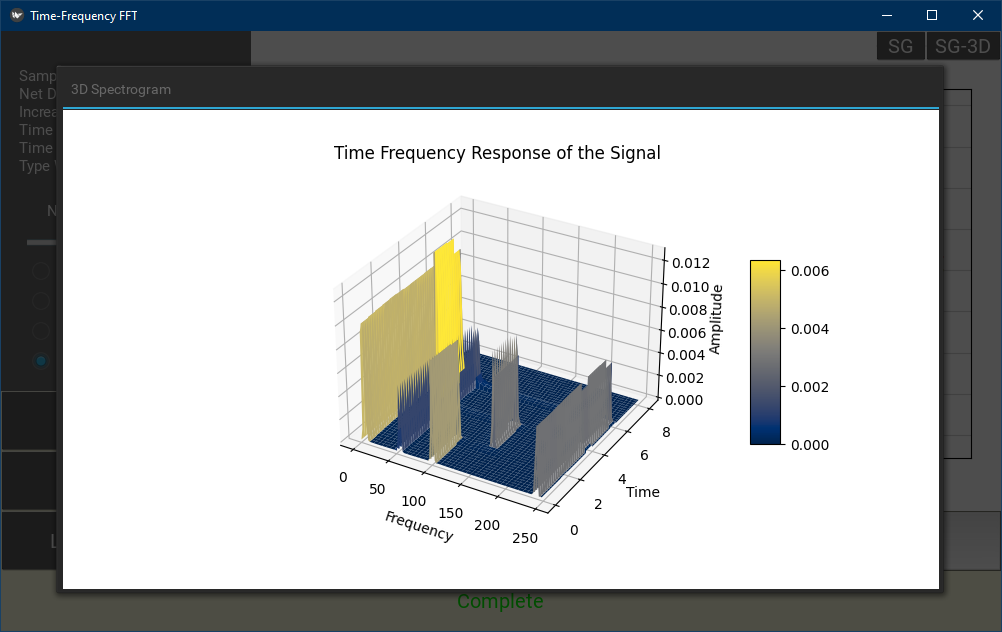 Time-Frequency FFT
SG SG-3D
Samp
Net D
Increa
Time
Time
Type
N
3D Spectrogram
Time Frequency Response of the Signal
0.012
0.010
0.008
0.006
0.004
0.002
0.000
Amplitude
0.006
0.004
0.002
0.000
8
6
4
2
0
Time
0
50
100
150
200
250
Frequency
L
Complete